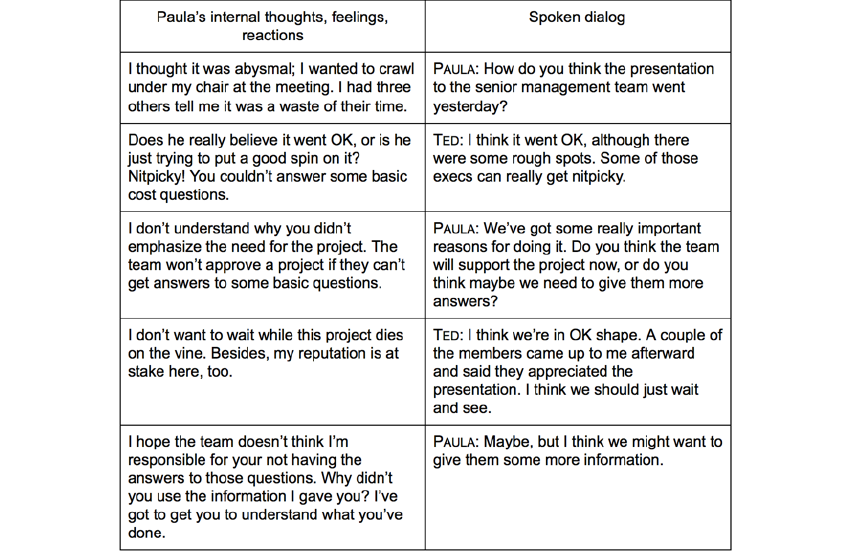 Paula's internal thoughts, feelings,
reactions
Spoken dialog
I thought it was abysmal; I wanted to crawl
under my chair at the meeting. I had three
others tell me it was a waste of their time.
PAULA: How do you think the presentation
to the senior management team went
yesterday?
Does he really believe it went OK, or is he
just trying to put a good spin on it?
Nitpicky! You couldn't answer some basic
cost questions.
TED: I think it went OK, although there
were some rough spots. Some of those
execs can really get nitpicky.
I don't understand why you didn't
emphasize the need for the project. The
team won't approve a project if they can't
get answers to some basic questions.
PAULA: We've got some really important
reasons for doing it. Do you think the team
will support the project now, or do you
think maybe we need to give them more
answers?
I don't want to wait while this project dies
on the vine. Besides, my reputation is at
stake here, too.
TED: I think we're in OK shape. A couple of
the members came up to me afterward
and said they appreciated the
presentation. I think we should just wait
and see.
I hope the team doesn't think I'm
responsible for your not having the
answers to those questions. Why didn't
you use the information I gave you? I've
got to get you to understand what you've
done.
PAULA: Maybe, but I think we might want to
give them some more information.